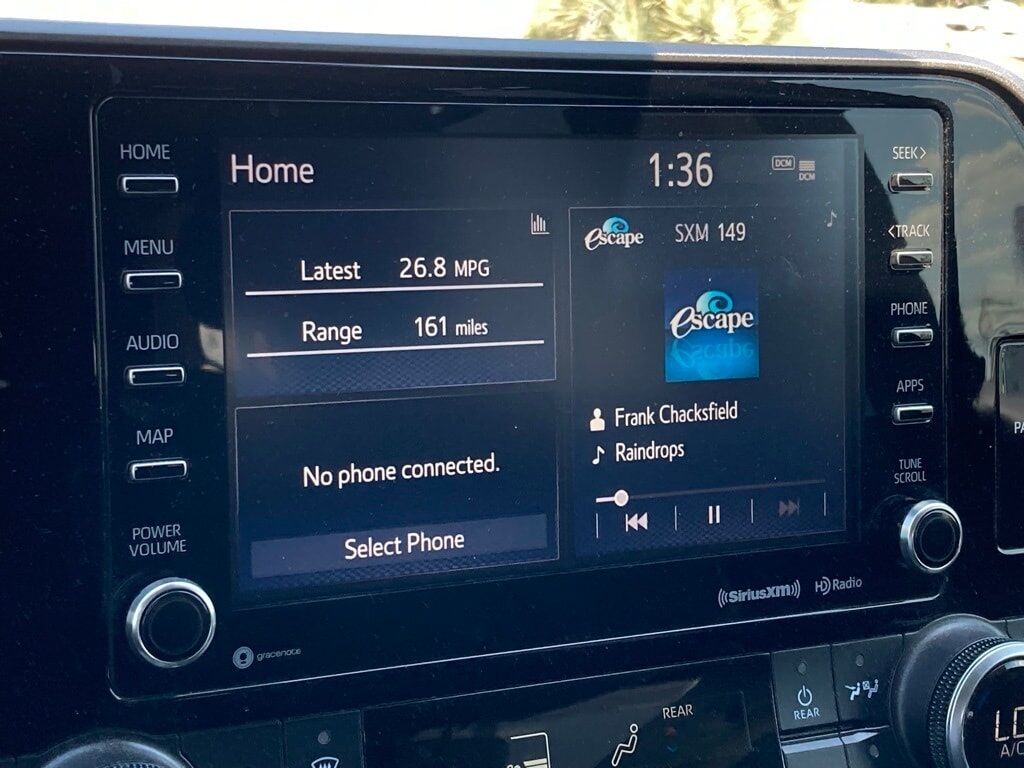 HOME
MENU
AUDIO
MAP
POWER
VOLUME
Home
1:36
DCM
DCM
Latest 26.8 MPG
Range 161 miles
No phone connected.
Select Phone
escape SXM 149
escape
Frank Chacksfield
Raindrops
SEEK>
<TRACK
PHONE
APPS
TUNE
SCROLL
gracenote
((SiriusXM))
HD Radio
REAR
REAR
LO
A/C